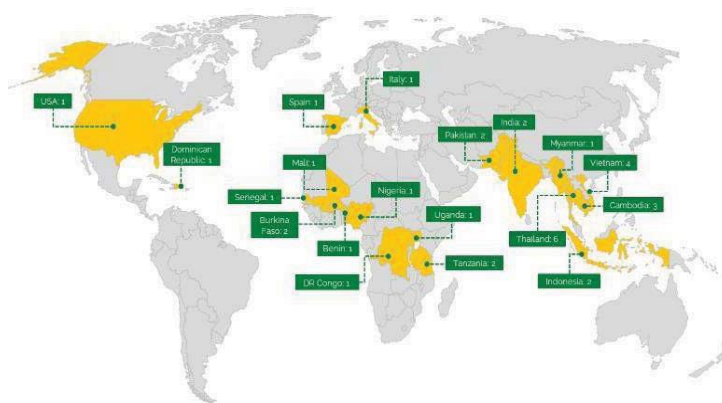 Italy: 1
USA: 1
Spain: 1
India: 2
Pakistan: 2
Myanmar: 1
Dominican
Republic: 1
Mali: 1
Vietnam: 4
Nigeria: 1
Senegal: 1
Cambodia: 3
Burkina
Faso: 2
Uganda: 1
Benin: 1
Thailand: 6
Tanzania: 2
DR Congo: 1
Indonesia: 2